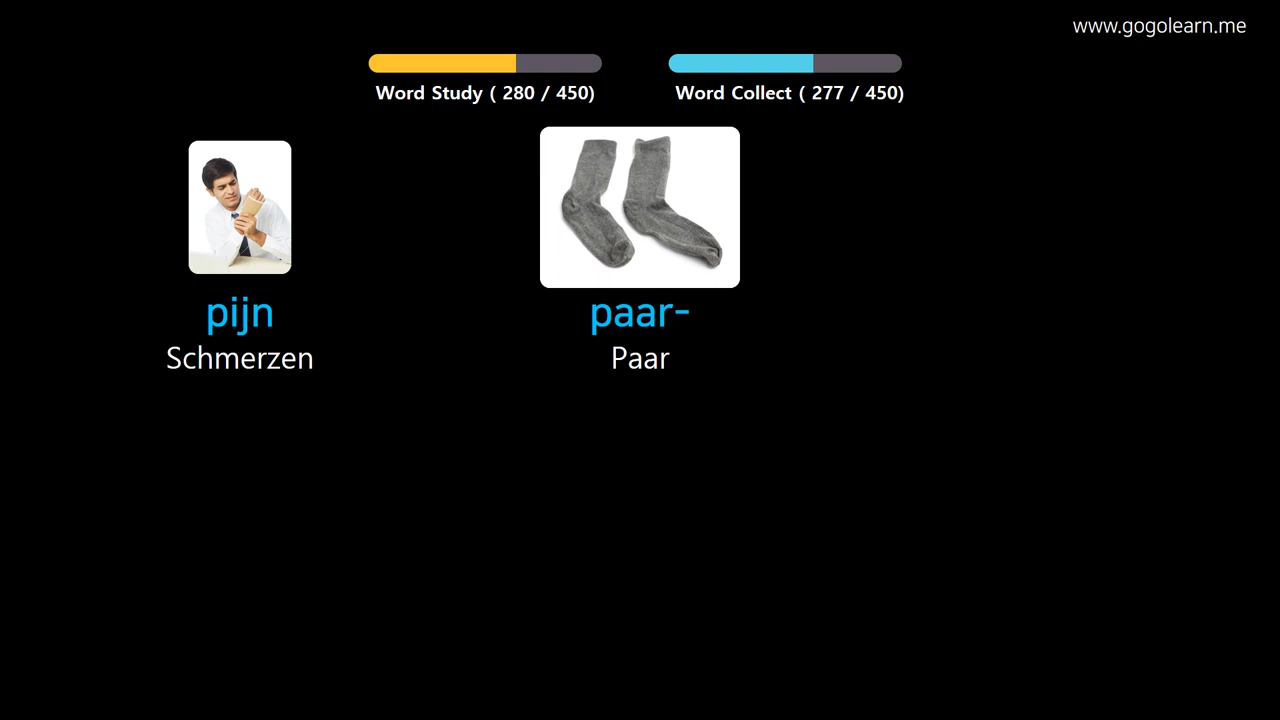 www.gogolearn.me
Word Study ( 280 / 450)
Word Collect ( 277 / 450)
pijn
Schmerzen
paar-
Paar